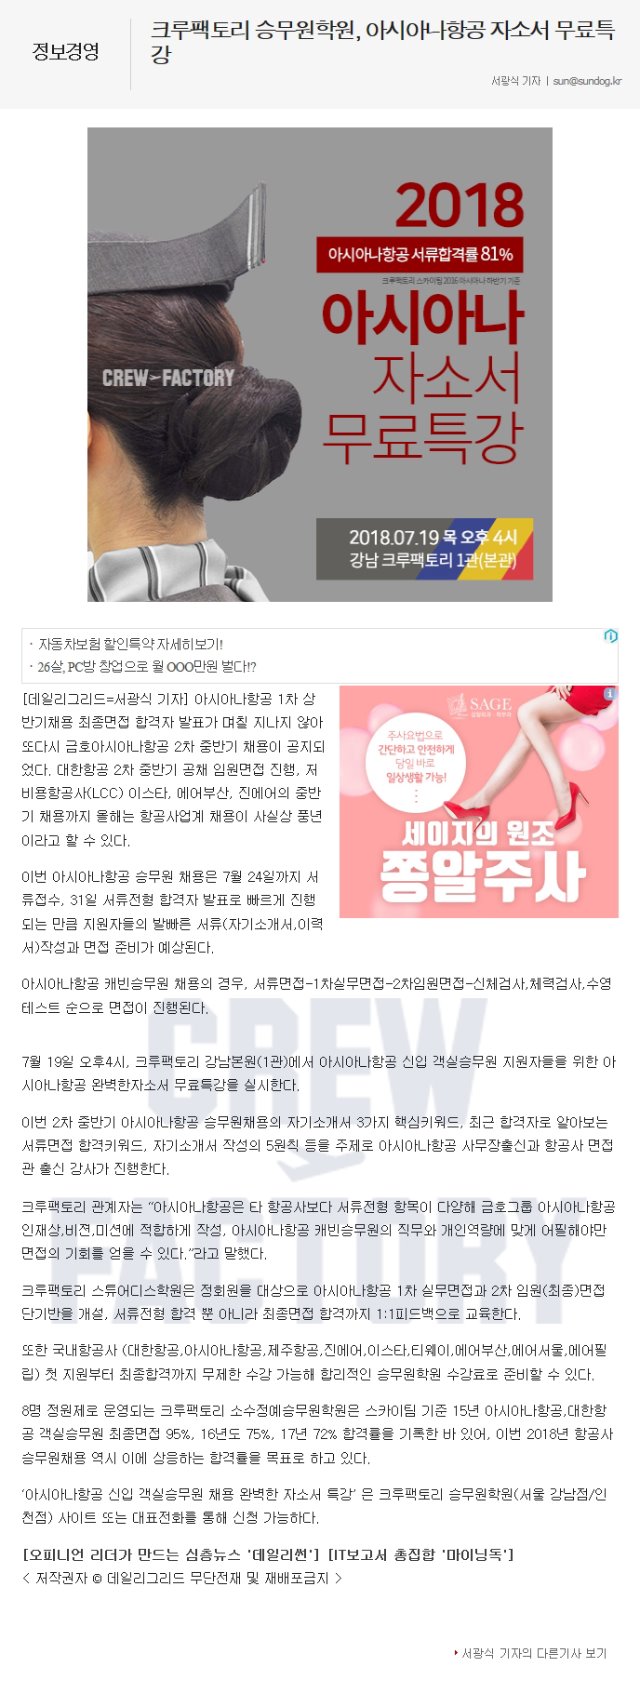 정보경영
크루팩토리 승무원학원, 아시아나항공 자소서 무료특
강
서광식 기자 | sun@sundog.kr
2018
아시아나항공 서류합격률 81%
크루팩토리 스카이팀 2016 아시아나 하반기 기준
아시아나
CREW FACTORY
자소서
무료특강
2018.07.19 목 오후 4시
강남 크루팩토리 1관(본관)
· 자동차보험 할인특약 자세히보기!
· 26살, PC방 창업으로 월 OOO만원 번다!?
[데일리그리드=서광식 기자] 아시아나항공 1차 상
반기채용 최종면접 합격자 발표가 며칠 지나지 않아
또다시 금호아시아나항공 2차 중반기 채용이 공지되
었다. 대한항공 2차 중반기 공채 임원면접 진행, 저
비용항공사(LCC) 이스타, 에어부산, 진에어의 중반
기 채용까지 올해는 항공사업계 채용이 사실상 풍년
이라고 할 수 있다.
SAGE
주사요법으로
간단하고 안전하게
당일 바로
일상생활 가능!
세이지의 원조
쫑알주사
이번 아시아나항공 승무원 채용은 7월 24일까지 서
류접수, 31일 서류전형 합격자 발표로 빠르게 진행
되는 만큼 지원자들의 발빠른 서류(자기소개서,이력
서)작성과 면접 준비가 예상된다.
아시아나항공 캐빈승무원 채용의 경우, 서류면접-1차실무면접-2차임원면접-신체검사,체력검사,수영
테스트 순으로 면접이 진행된다.
7월 19일 오후4시, 크루팩토리 강남본원(1관)에서 아시아나항공 신입 객실승무원 지원자들을 위한 아
시아나항공 완벽한자소서 무료특강을 실시한다.
이번 2차 중반기 아시아나항공 승무원채용의 자기소개서 3가지 핵심키워드, 최근 합격자로 알아보는
서류면접 합격키워드, 자기소개서 작성의 5원칙 등을 주제로 아시아나항공 사무장출신과 항공사 면접
관 출신 강사가 진행한다.
크루팩토리 관계자는 “아시아나항공은 타 항공사보다 서류전형 항목이 다양해 금호그룹 아시아나항공
인재상,비젼,미션에 적합하게 작성, 아시아나항공 캐빈승무원의 직무와 개인역량에 맞게 어필해야만
면접의 기회를 얻을 수 있다.”라고 말했다.
크루팩토리 스튜어디스학원은 정회원을 대상으로 아시아나항공 1차 실무면접과 2차 임원(최종)면접
단기반을 개설, 서류전형 합격 뿐 아니라 최종면접 합격까지 1:1피드백으로 교육한다.
또한 국내항공사 (대한항공,아시아나항공,제주항공,진에어,이스타,티웨이,에어부산,에어서울,에어필
립) 첫 지원부터 최종합격까지 무제한 수강 가능해 합리적인 승무원학원 수강료로 준비할 수 있다.
8명 정원제로 운영되는 크루팩토리 소수정예승무원학원은 스카이팀 기준 15년 아시아나항공,대한항
공 객실승무원 최종면접 95%, 16년도 75%, 17년 72% 합격률을 기록한 바 있어, 이번 2018년 항공사
승무원채용 역시 이에 상응하는 합격률을 목표로 하고 있다.
‘아시아나항공 신입 객실승무원 채용 완벽한 자소서 특강’ 은 크루팩토리 승무원학원(서울 강남점/인
천점) 사이트 또는 대표전화를 통해 신청 가능하다.
CREW
FACTORY
[오피니언 리더가 만드는 심층뉴스 '데일리썬'] [IT보고서 총집합 '마이닝독']
< 저작권자 © 데일리그리드 무단전재 및 재배포금지 >
서광식 기자의 다른기사 보기